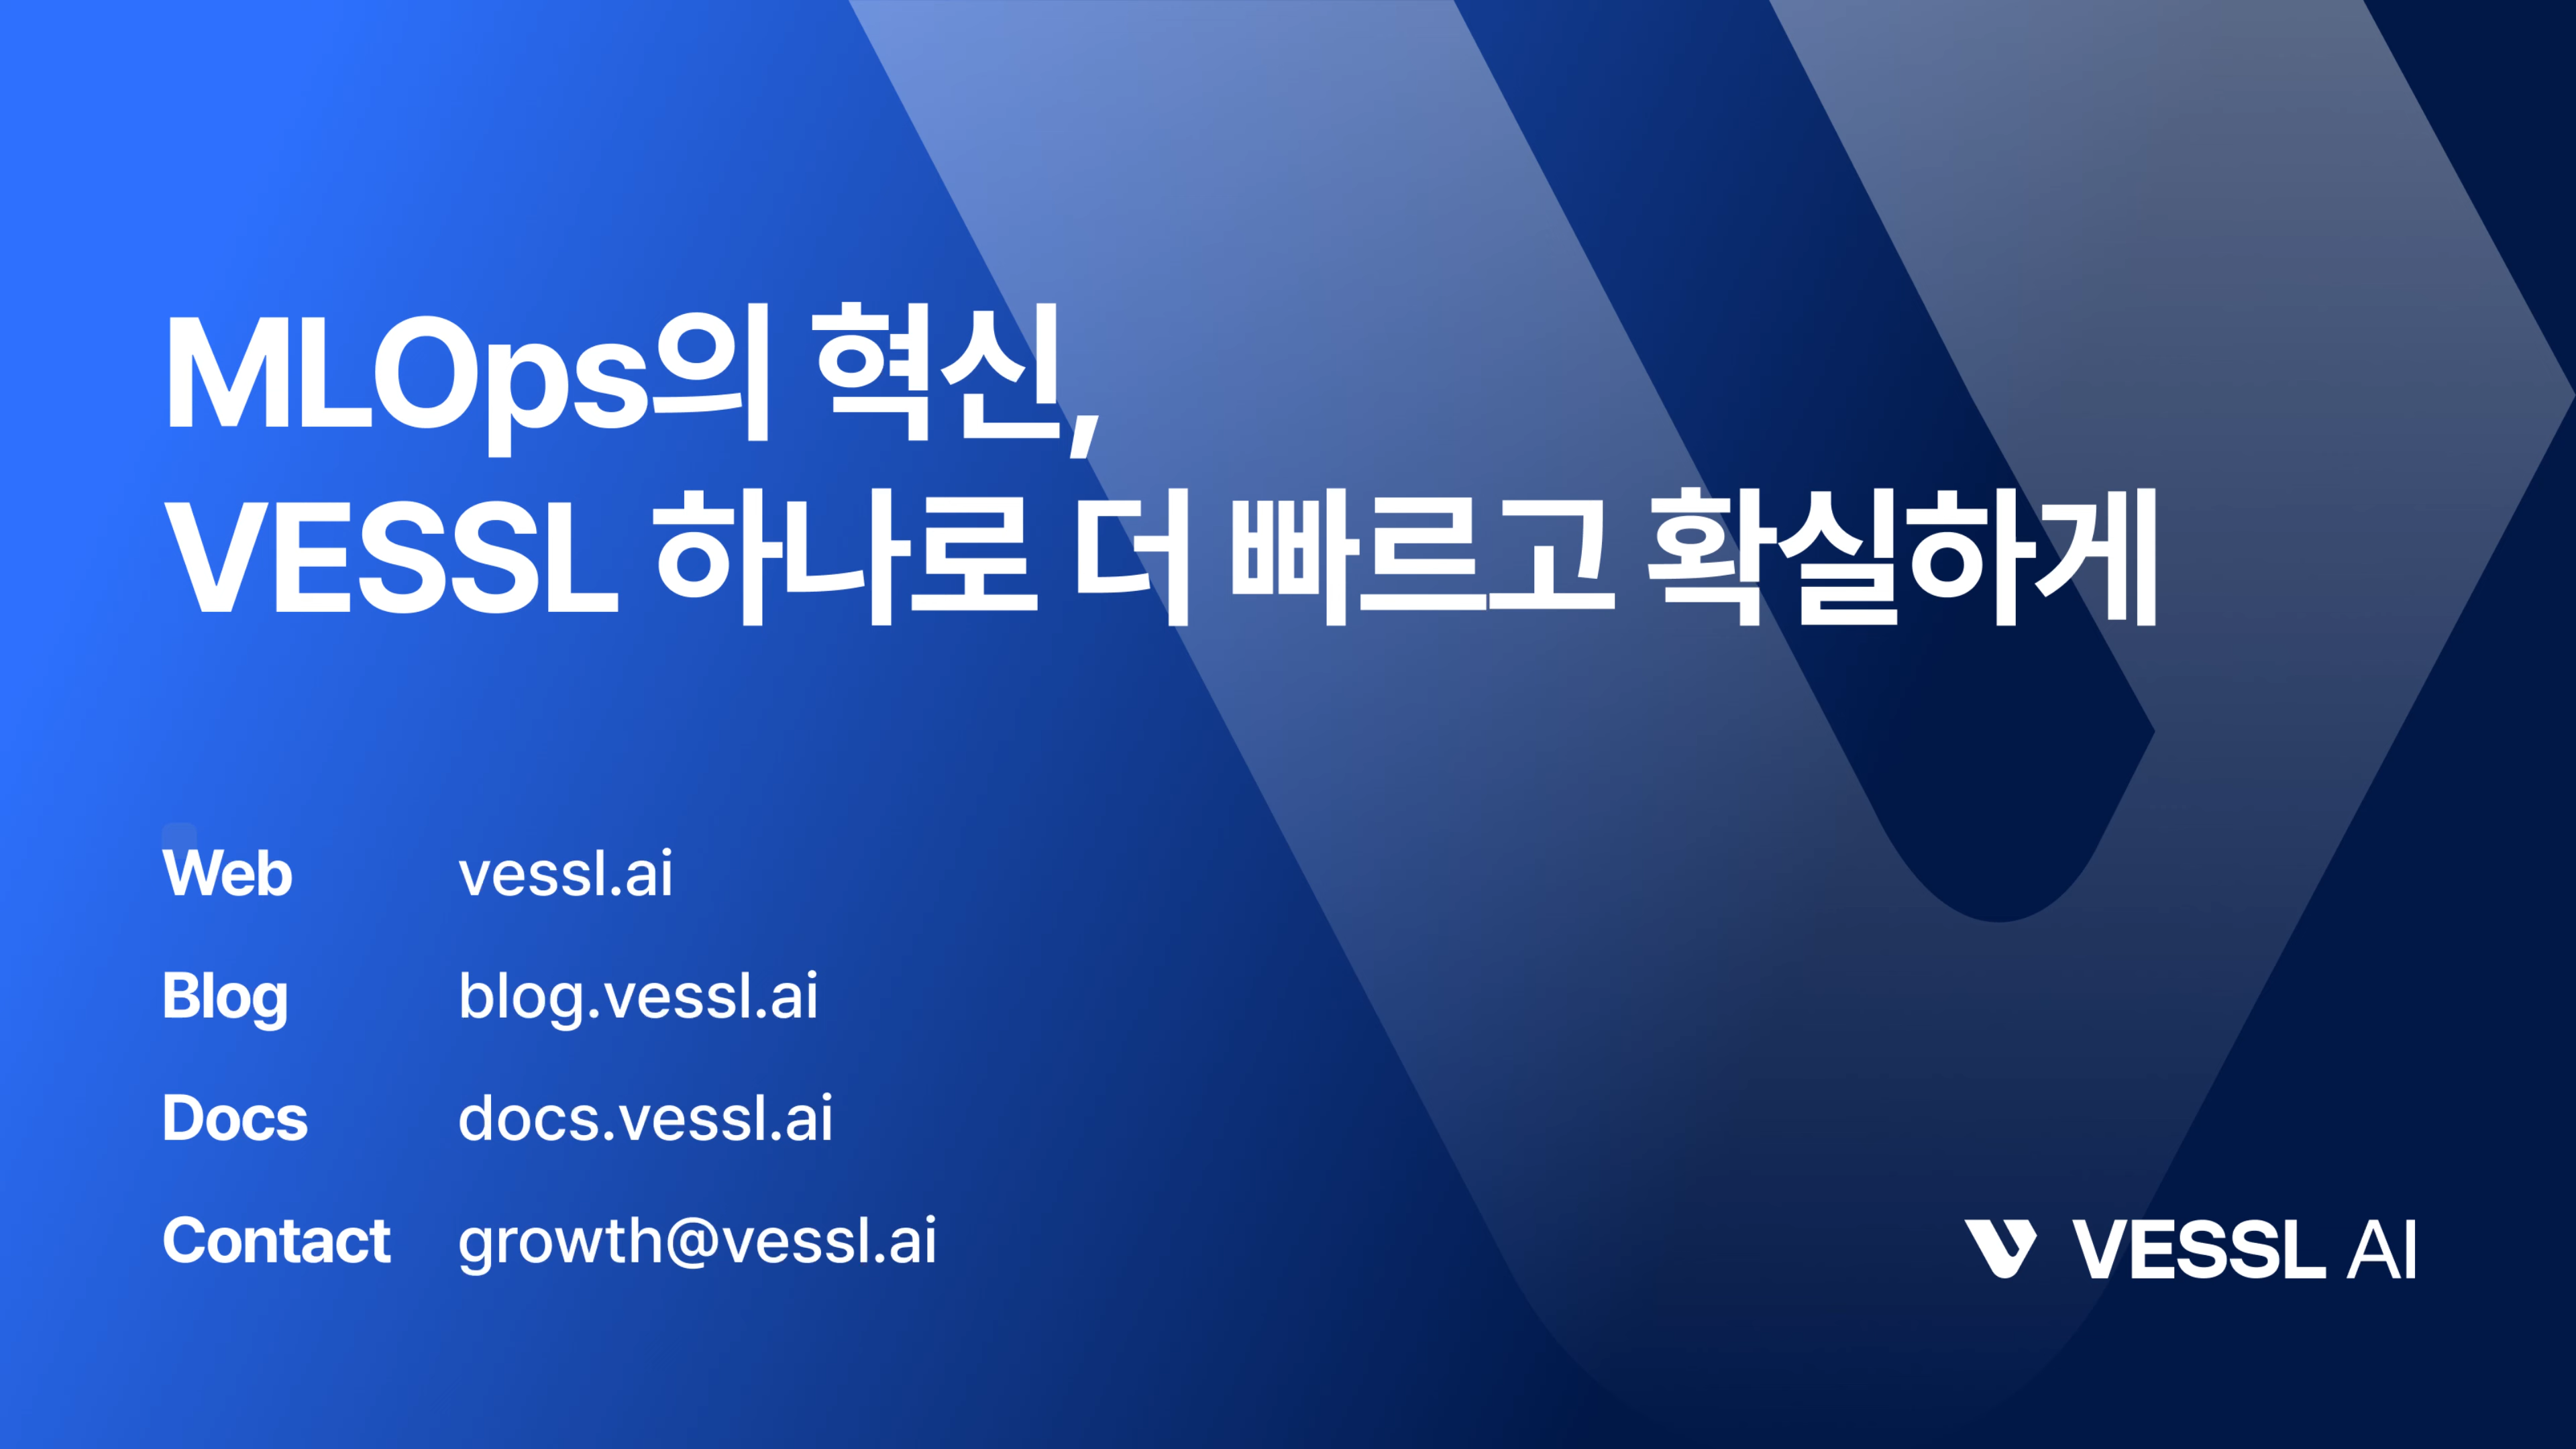 MLOps의 혁신,
VESSL 하나로 더 빠르고 확실하게
Web vessl.ai
Blog blog.vessl.ai
Docs docs.vessl.ai
Contact growth@vessl.ai
VESSL AI